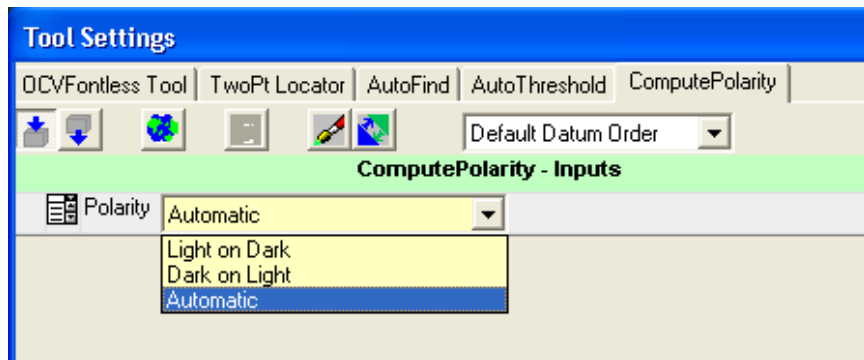 Tool Settings
OCVFontless Tool TwoPt Locator AutoFind AutoThreshold ComputePolarity
Default Datum Order
ComputePolarity - Inputs
Polarity Automatic
Light on Dark
Dark on Light
Automatic